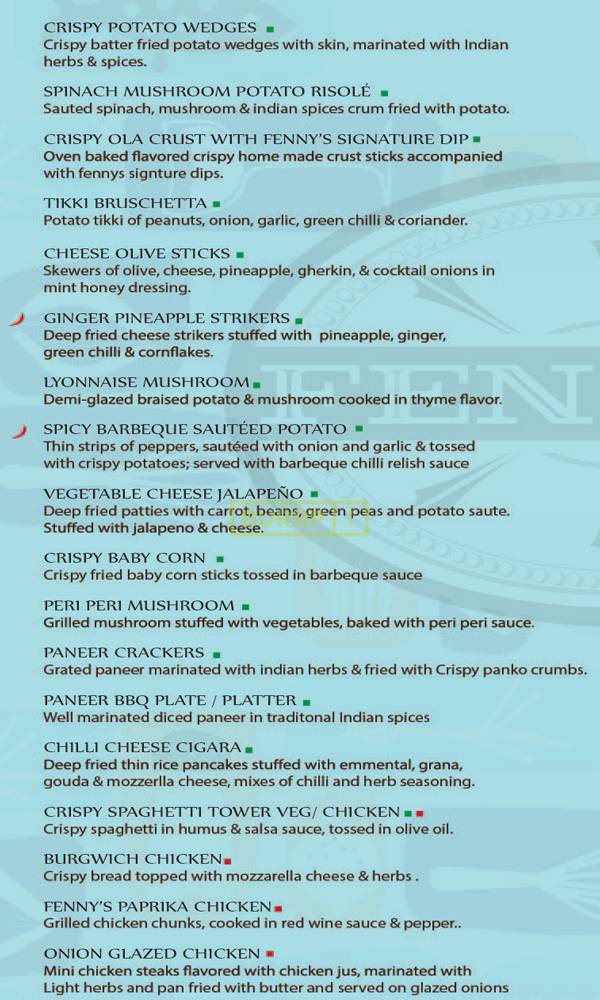 CRISPY POTATO WEDGES
Crispy batter fried potato wedges with skin, marinated with Indian
herbs & spices.
SPINACH MUSHROOM POTATO RISOLÉ
Sauted spinach, mushroom & indian spices crum fried with potato.
CRISPY OLA CRUST WITH FENNY'S SIGNATURE DIP
Oven baked flavored crispy home made crust sticks accompanied
with fennys signture dips.
TIKKI BRUSCHETTA
Potato tikki of peanuts, onion, garlic, green chilli & coriander.
CHEESE OLIVE STICKS
Skewers of olive, cheese, pineapple, gherkin, & cocktail onions in
mint honey dressing.
GINGER PINEAPPLE STRIKERS
Deep fried cheese strikers stuffed with pineapple, ginger,
green chilli & cornflakes.
FEN
LYONNAISE MUSHROOM
Demi-glazed braised potato & mushroom cooked in thyme flavor.
SPICY BARBEQUE SAUTÉED POTATO
Thin strips of peppers, sautéed with onion and garlic & tossed
with crispy potatoes; served with barbeque chilli relish sauce
VEGETABLE CHEESE JALAPEÑO
Deep fried patties with carrot, beans, green peas and potato saute.
Stuffed with jalapeno & cheese.
CRISPY BABY CORN
Crispy fried baby corn sticks tossed in barbeque sauce
PERI PERI MUSHROOM
Grilled mushroom stuffed with vegetables, baked with peri peri sauce.
PANEER CRACKERS
Grated paneer marinated with indian herbs & fried with Crispy panko crumbs.
PANEER BBQ PLATE / PLATTER
Well marinated diced paneer in traditonal Indian spices
CHILLI CHEESE CIGARA
Deep fried thin rice pancakes stuffed with emmental, grana,
gouda & mozzerlla cheese, mixes of chilli and herb seasoning.
CRISPY SPAGHETTI TOWER VEG/ CHICKEN
Crispy spaghetti in humus & salsa sauce, tossed in olive oil.
BURGWICH CHICKEN
Crispy bread topped with mozzarella cheese & herbs .
FENNY'S PAPRIKA CHICKEN
Grilled chicken chunks, cooked in red wine sauce & pepper..
ONION GLAZED CHICKEN
Mini chicken steaks flavored with chicken jus, marinated with
Light herbs and pan fried with butter and served on glazed onions